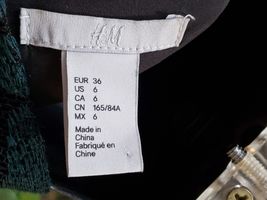 H&M
EUR 36
US 6
CA 6
CN 165/84A
MX 6
Made in
China
Fabriqué en
Chine